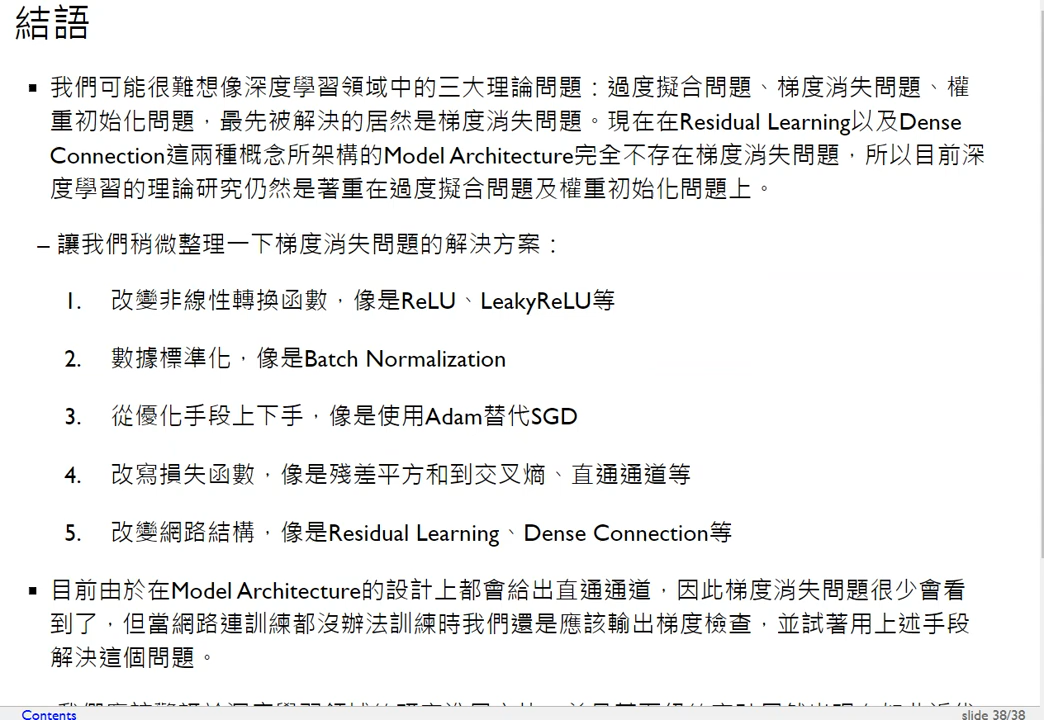 結語
▪ 我們可能很難想像深度學習領域中的三大理論問題：過度擬合問題、梯度消失問題、權
重初始化問題，最先被解決的居然是梯度消失問題。現在在Residual Learning以及Dense
Connection這兩種概念所架構的Model Architecture完全不存在梯度消失問題，所以目前深
度學習的理論研究仍然是著重在過度擬合問題及權重初始化問題上。
– 讓我們稍微整理一下梯度消失問題的解決方案：
1. 改變非線性轉換函數，像是ReLU、LeakyReLU等
2. 數據標準化，像是Batch Normalization
3. 從優化手段上下手，像是使用Adam替代SGD
4. 改寫損失函數，像是殘差平方和到交叉熵、直通通道等
5. 改變網路結構，像是Residual Learning、Dense Connection等
▪ 目前由於在Model Architecture的設計上都會給出直通通道，因此梯度消失問題很少會看
到了，但當網路連訓練都沒辦法訓練時我們還是應該輸出梯度檢查，並試著用上述手段
解決這個問題。
Contents
slide 38/38